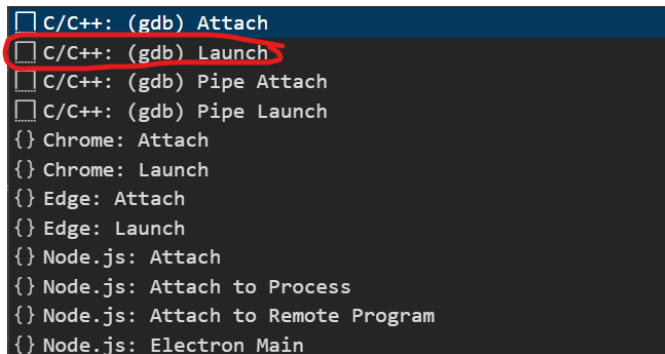 C/C++: (gdb) Attach
C/C++: (gdb) Launch
C/C++: (gdb) Pipe Attach
C/C++: (gdb) Pipe Launch
{} Chrome: Attach
{} Chrome: Launch
{} Edge: Attach
{} Edge: Launch
{} Node.js: Attach
{} Node.js: Attach to Process
{} Node.js: Attach to Remote Program
{} Node.js: Electron Main